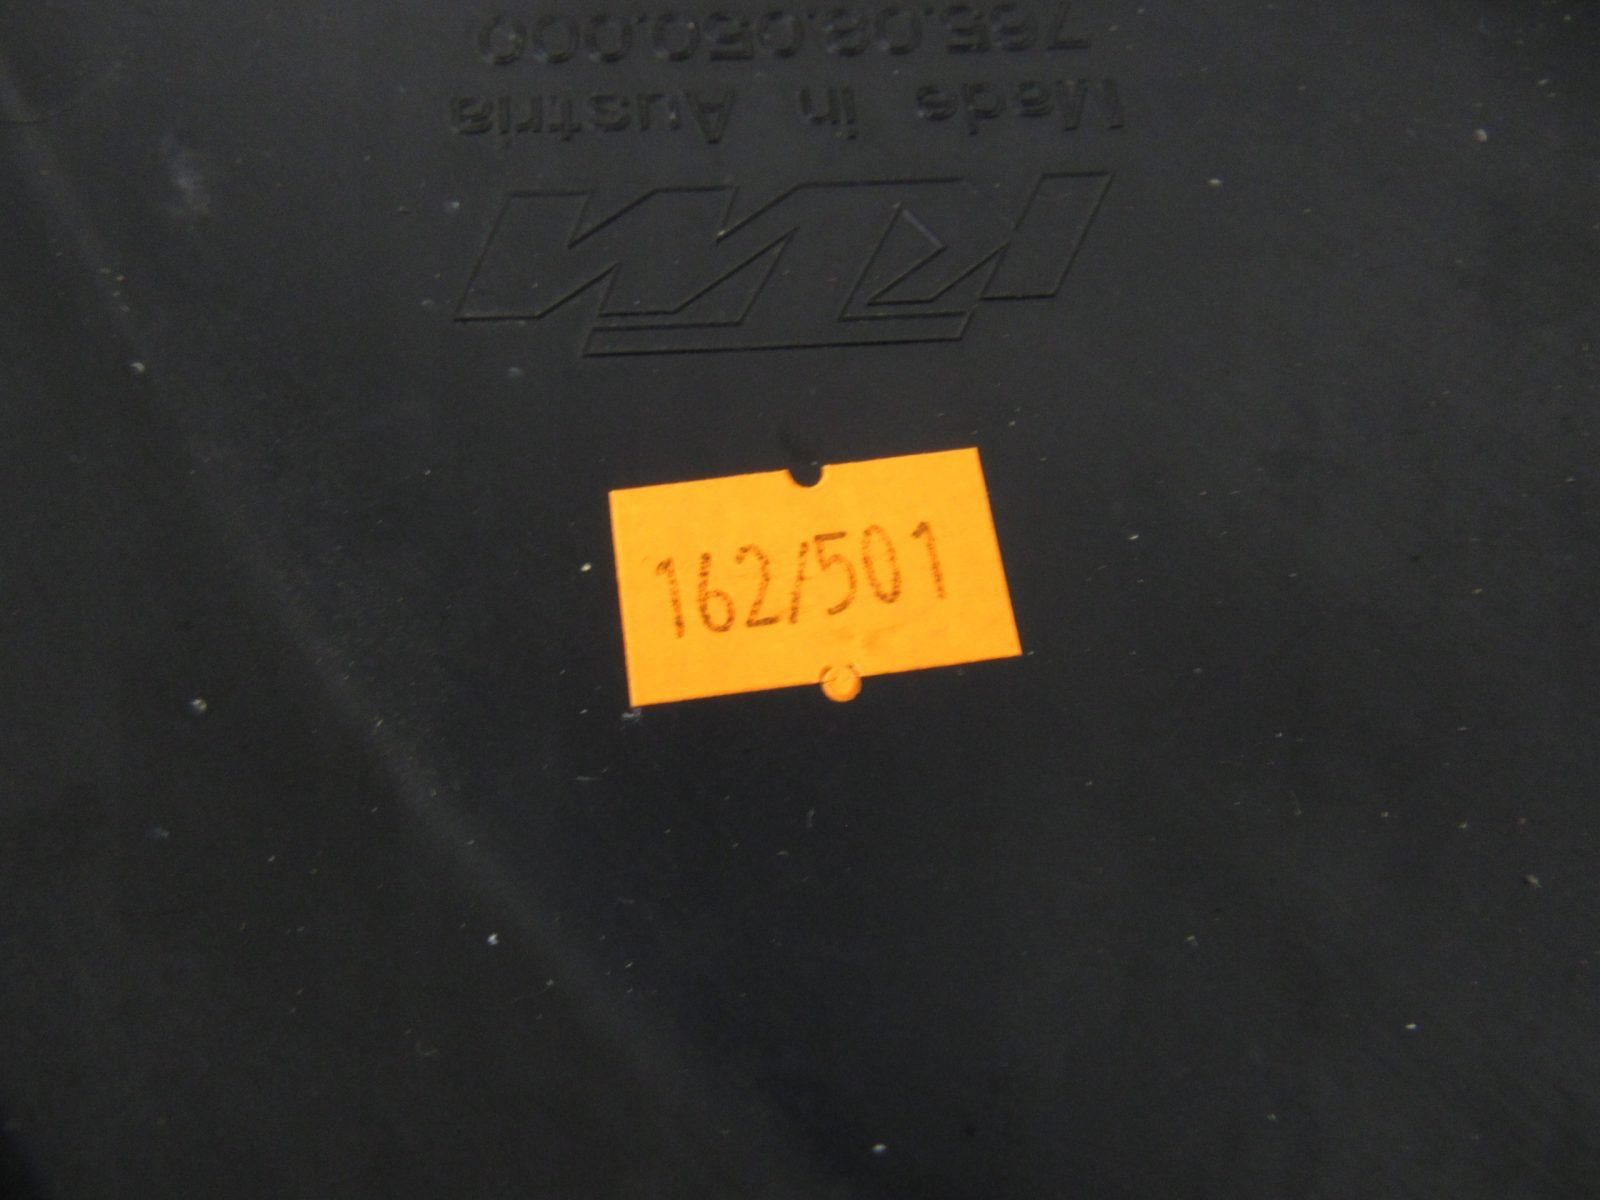 KTM
Made in Austria
765.08.050.000
162/501